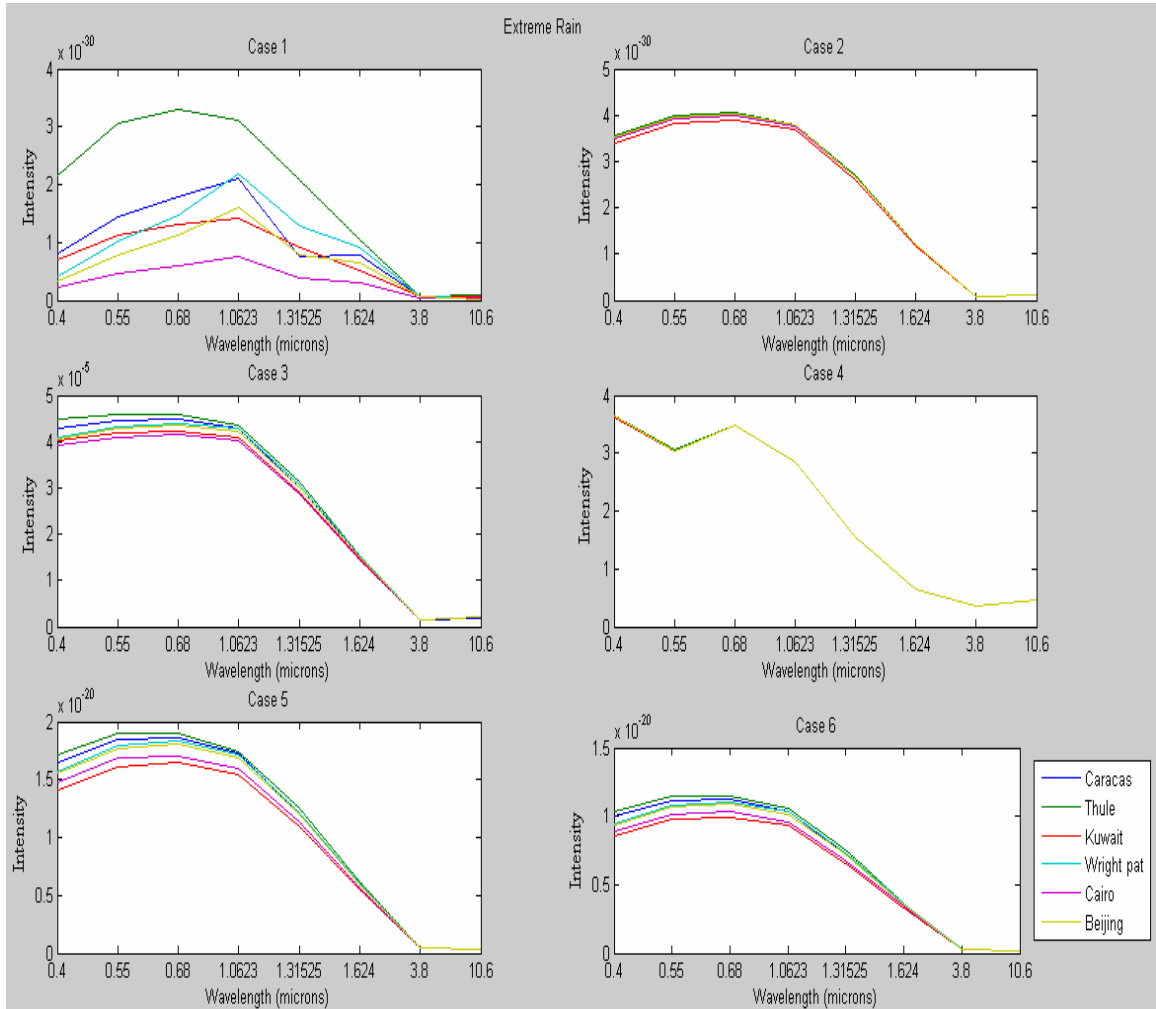 Extreme Rain
Case 1
x 10-30
4
3
2
1
0
Intensity
0.4 0.55 0.68 1.0623 1.31525 1.624 3.8 10.6
Wavelength (microns)
Case 2
x 10-30
5
4
3
2
1
0
Intensity
0.4 0.55 0.68 1.0623 1.31525 1.624 3.8 10.6
Wavelength (microns)
Case 3
x 10-5
5
4
3
2
1
0
Intensity
0.4 0.55 0.68 1.0623 1.31525 1.624 3.8 10.6
Wavelength (microns)
Case 4
4
3
2
1
0
Intensity
0.4 0.55 0.68 1.0623 1.31525 1.624 3.8 10.6
Wavelength (microns)
Case 5
x 10-20
2
1.5
1
0.5
0
Intensity
0.4 0.55 0.68 1.0623 1.31525 1.624 3.8 10.6
Wavelength (microns)
Case 6
x 10-20
1.5
1
0.5
0
Intensity
0.4 0.55 0.68 1.0623 1.31525 1.624 3.8 10.6
Wavelength (microns)
Caracas
Thule
Kuwait
Wright pat
Cairo
Beijing